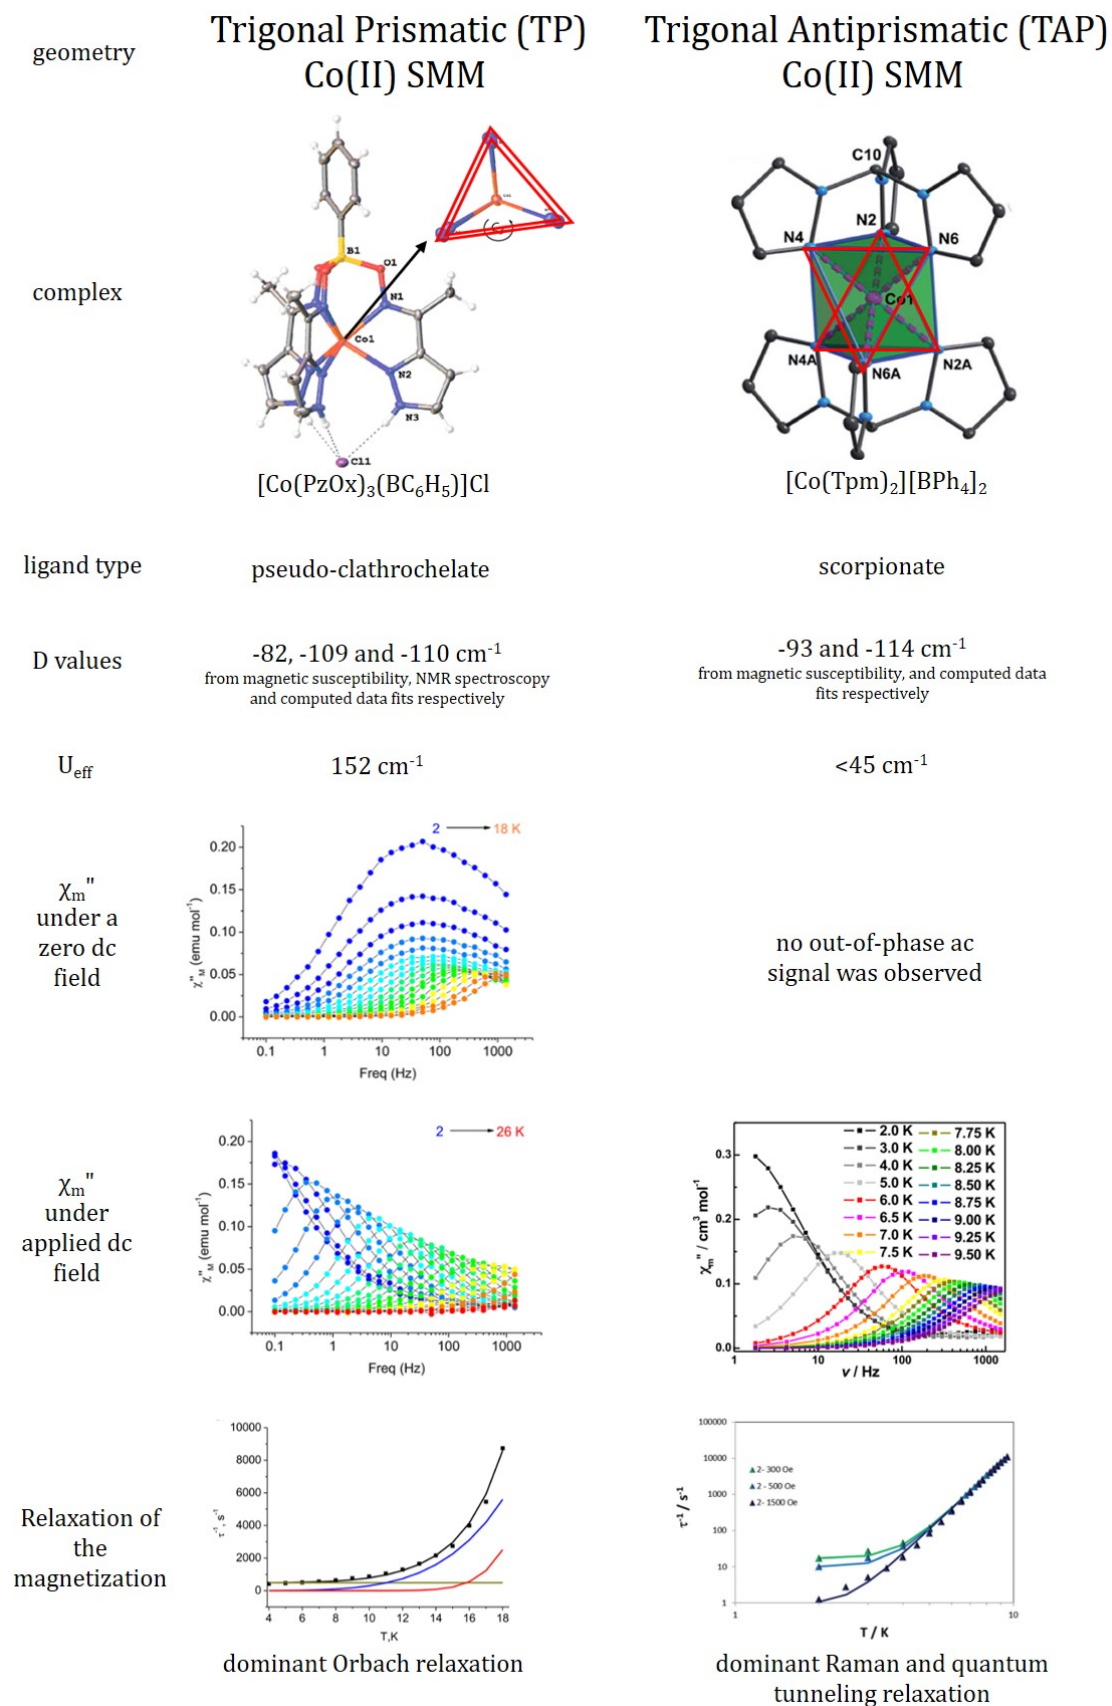 geometry
Trigonal Prismatic (TP)
Co(II) SMM
Trigonal Antiprismatic (TAP)
Co(II) SMM
complex
B1
O1
N1
Co1
N2
N3
Cl1
[Co(PzOx)₃(BC₆H₅)]Cl
C10
N2
N4
N6
Co1
N4A
N6A
N2A
[Co(Tpm)₂][BPh₄]₂
ligand type
pseudo-clathrochelate
scorpionate
D values
-82, -109 and -110 cm⁻¹
from magnetic susceptibility, NMR spectroscopy
and computed data fits respectively
-93 and -114 cm⁻¹
from magnetic susceptibility, and computed data
fits respectively
U_eff
152 cm⁻¹
<45 cm⁻¹
χₘ"
under a
zero dc
field
2 → 18 K
χ"_M (emu mol⁻¹)
0.20
0.15
0.10
0.05
0.00
0.1 1 10 100 1000
Freq (Hz)
no out-of-phase ac
signal was observed
χₘ"
under
applied dc
field
2 → 26 K
χ"_M (emu mol⁻¹)
0.20
0.15
0.10
0.05
0.00
0.1 1 10 100 1000
Freq (Hz)
χₘ" / cm³ mol⁻¹
0.3
0.2
0.1
0.0
1 10 100 1000
ν / Hz
2.0 K 7.75 K
3.0 K 8.00 K
4.0 K 8.25 K
5.0 K 8.50 K
6.0 K 8.75 K
6.5 K 9.00 K
7.0 K 9.25 K
7.5 K 9.50 K
Relaxation of
the
magnetization
τ⁻¹, s⁻¹
10000
8000
6000
4000
2000
0
4 6 8 10 12 14 16 18
T,K
dominant Orbach relaxation
τ⁻¹ / s⁻¹
100000
10000
1000
100
10
1
2 - 300 Oe
2 - 500 Oe
2 - 1500 Oe
1 10
T / K
dominant Raman and quantum
tunneling relaxation